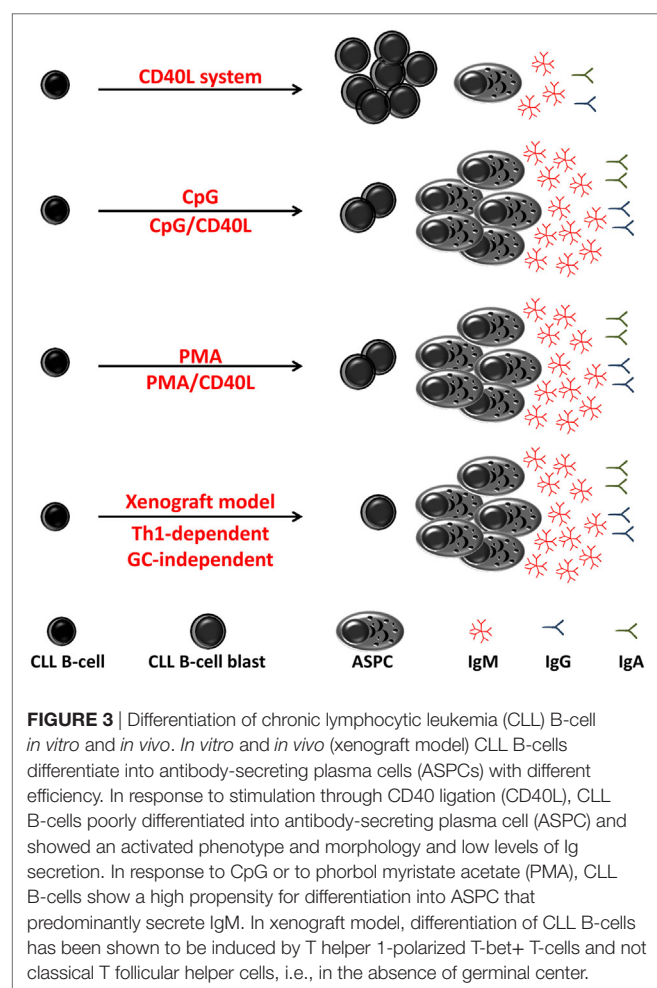 CD40L system
CpG
CpG/CD40L
PMA
PMA/CD40L
Xenograft model
Th1-dependent
GC-independent
CLL B-cell CLL B-cell blast ASPC IgM IgG IgA
FIGURE 3 | Differentiation of chronic lymphocytic leukemia (CLL) B-cell
in vitro and in vivo. In vitro and in vivo (xenograft model) CLL B-cells
differentiate into antibody-secreting plasma cells (ASPCs) with different
efficiency. In response to stimulation through CD40 ligation (CD40L), CLL
B-cells poorly differentiated into antibody-secreting plasma cell (ASPC) and
showed an activated phenotype and morphology and low levels of Ig
secretion. In response to CpG or to phorbol myristate acetate (PMA), CLL
B-cells show a high propensity for differentiation into ASPC that
predominantly secrete IgM. In xenograft model, differentiation of CLL B-cells
has been shown to be induced by T helper 1-polarized T-bet+ T-cells and not
classical T follicular helper cells, i.e., in the absence of germinal center.